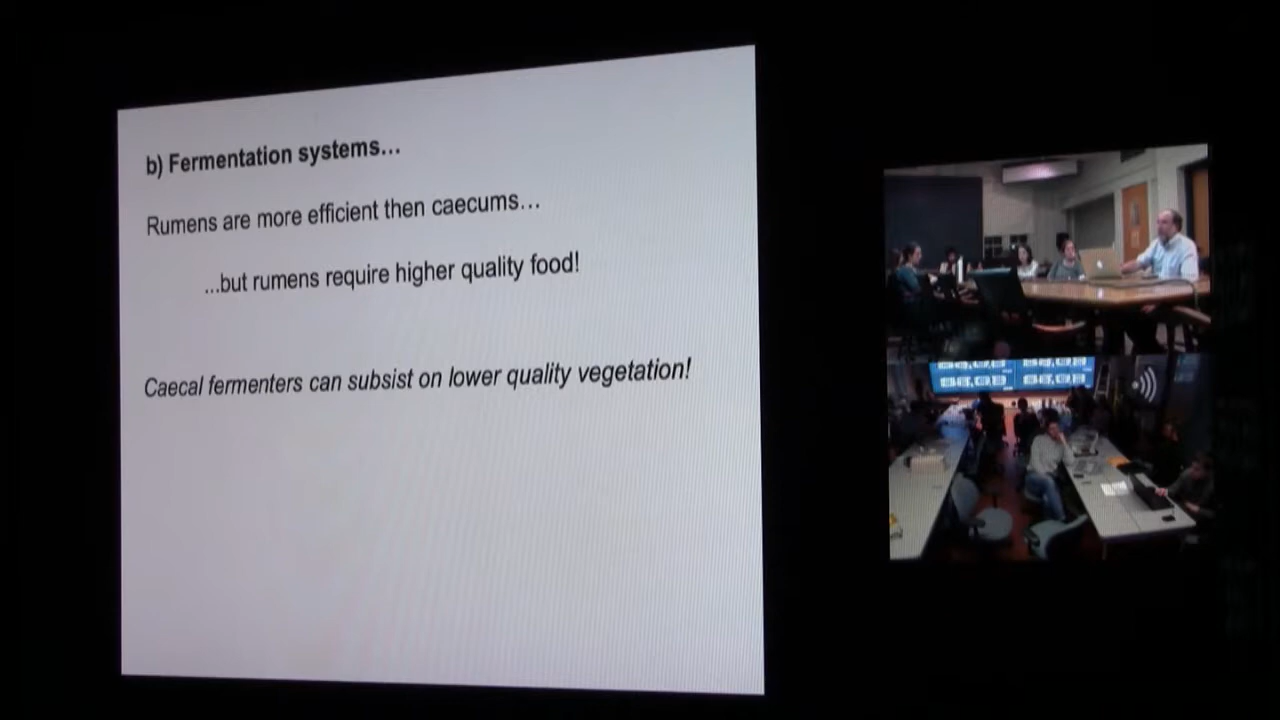 b) Fermentation systems...
Rumens are more efficient then caecums...
...but rumens require higher quality food!
Caecal fermenters can subsist on lower quality vegetation!